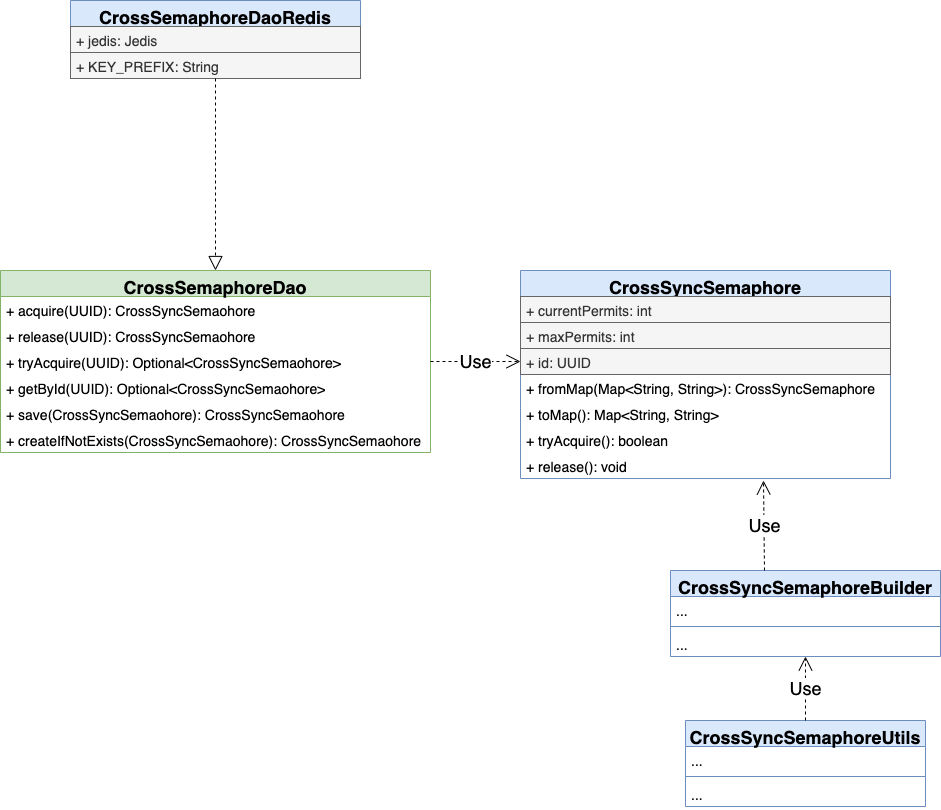 CrossSemaphoreDaoRedis
+ jedis: Jedis
+ KEY_PREFIX: String
CrossSemaphoreDao
+ acquire(UUID): CrossSyncSemaohore
+ release(UUID): CrossSyncSemaohore
+ tryAcquire(UUID): Optional<CrossSyncSemaohore>
+ getById(UUID): Optional<CrossSyncSemaohore>
+ save(CrossSyncSemaohore): CrossSyncSemaohore
+ createIfNotExists(CrossSyncSemaohore): CrossSyncSemaohore
Use
CrossSyncSemaphore
+ currentPermits: int
+ maxPermits: int
+ id: UUID
+ fromMap(Map<String, String>): CrossSyncSemaphore
+ toMap(): Map<String, String>
+ tryAcquire(): boolean
+ release(): void
Use
CrossSyncSemaphoreBuilder
...
...
Use
CrossSyncSemaphoreUtils
...
...